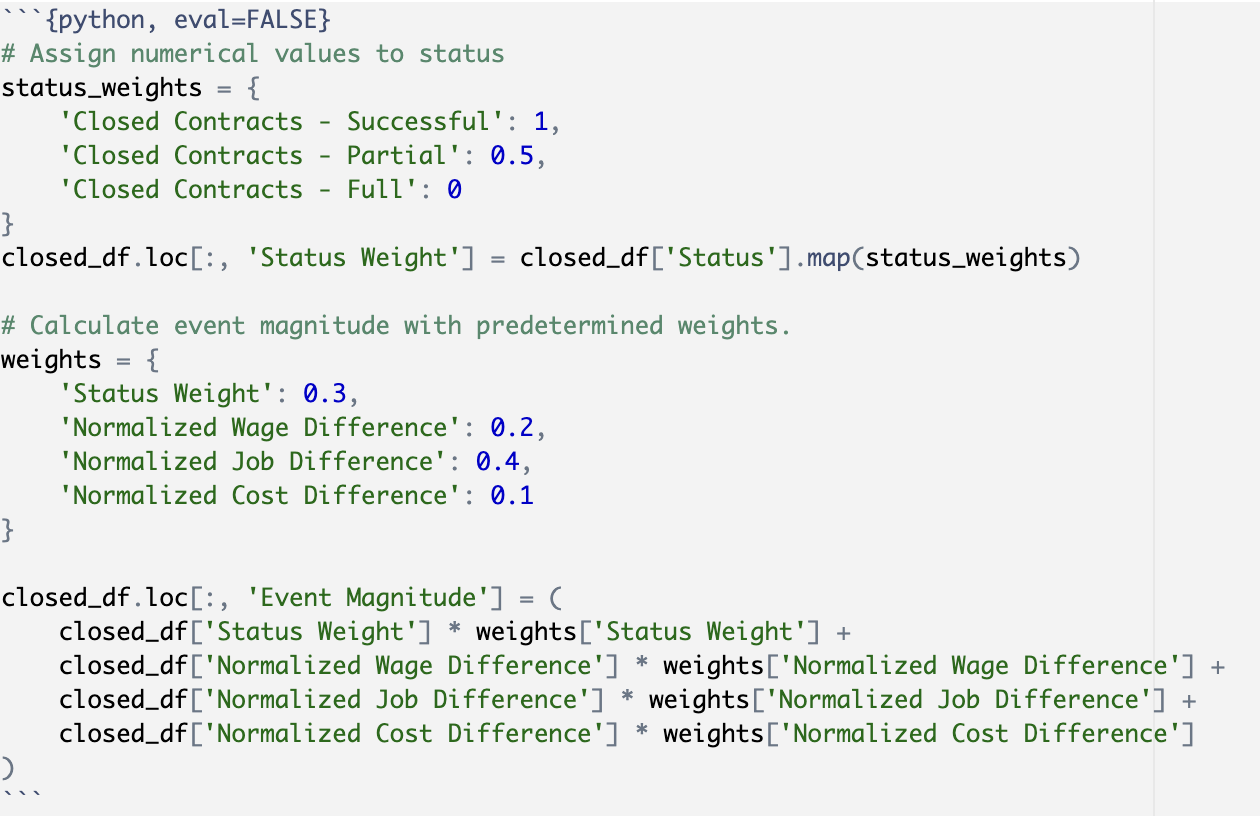 ```{python, eval=FALSE}
# Assign numerical values to status
status_weights = {
    'Closed Contracts - Successful': 1,
    'Closed Contracts - Partial': 0.5,
    'Closed Contracts - Full': 0
}
closed_df.loc[:, 'Status Weight'] = closed_df['Status'].map(status_weights)

# Calculate event magnitude with predetermined weights.
weights = {
    'Status Weight': 0.3,
    'Normalized Wage Difference': 0.2,
    'Normalized Job Difference': 0.4,
    'Normalized Cost Difference': 0.1
}

closed_df.loc[:, 'Event Magnitude'] = (
    closed_df['Status Weight'] * weights['Status Weight'] +
    closed_df['Normalized Wage Difference'] * weights['Normalized Wage Difference'] +
    closed_df['Normalized Job Difference'] * weights['Normalized Job Difference'] +
    closed_df['Normalized Cost Difference'] * weights['Normalized Cost Difference']
)
```